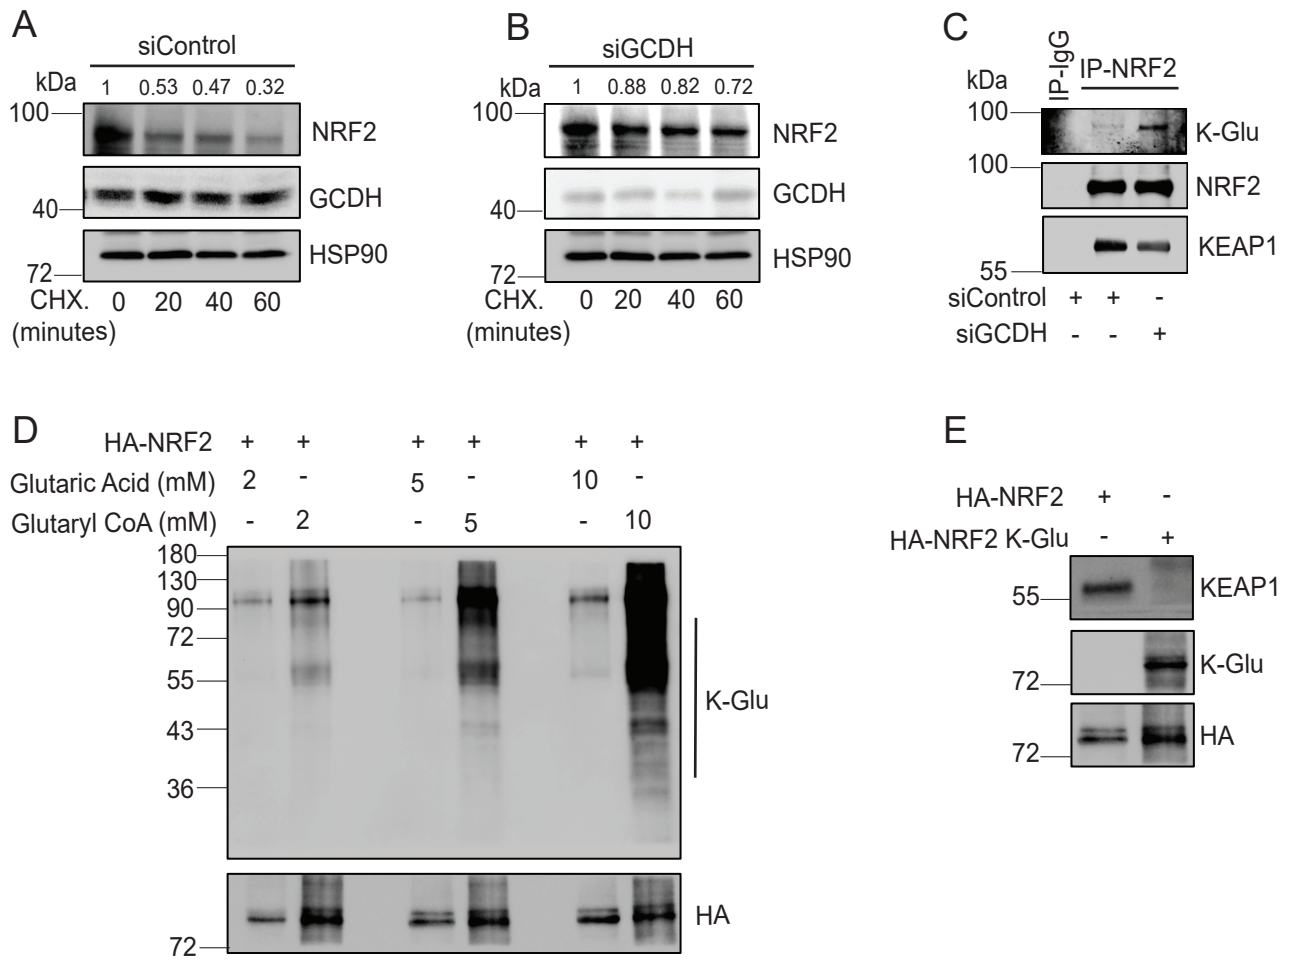 A
siControl
kDa 1 0.53 0.47 0.32
100 NRF2
GCDH
40
HSP90
72
CHX. 0 20 40 60
(minutes)
B
siGCDH
kDa 1 0.88 0.82 0.72
100 NRF2
GCDH
40
HSP90
72
CHX. 0 20 40 60
(minutes)
C
IP-IgG
IP-NRF2
kDa
100 K-Glu
100
NRF2
KEAP1
55
siControl + + -
siGCDH - - +
D
HA-NRF2 + + + + + +
Glutaric Acid (mM) 2 - 5 - 10 -
Glutaryl CoA (mM) - 2 - 5 - 10
180
130
90
72
55
43
36
K-Glu
HA
72
E
HA-NRF2 + -
HA-NRF2 K-Glu - +
55 KEAP1
K-Glu
72
HA
72